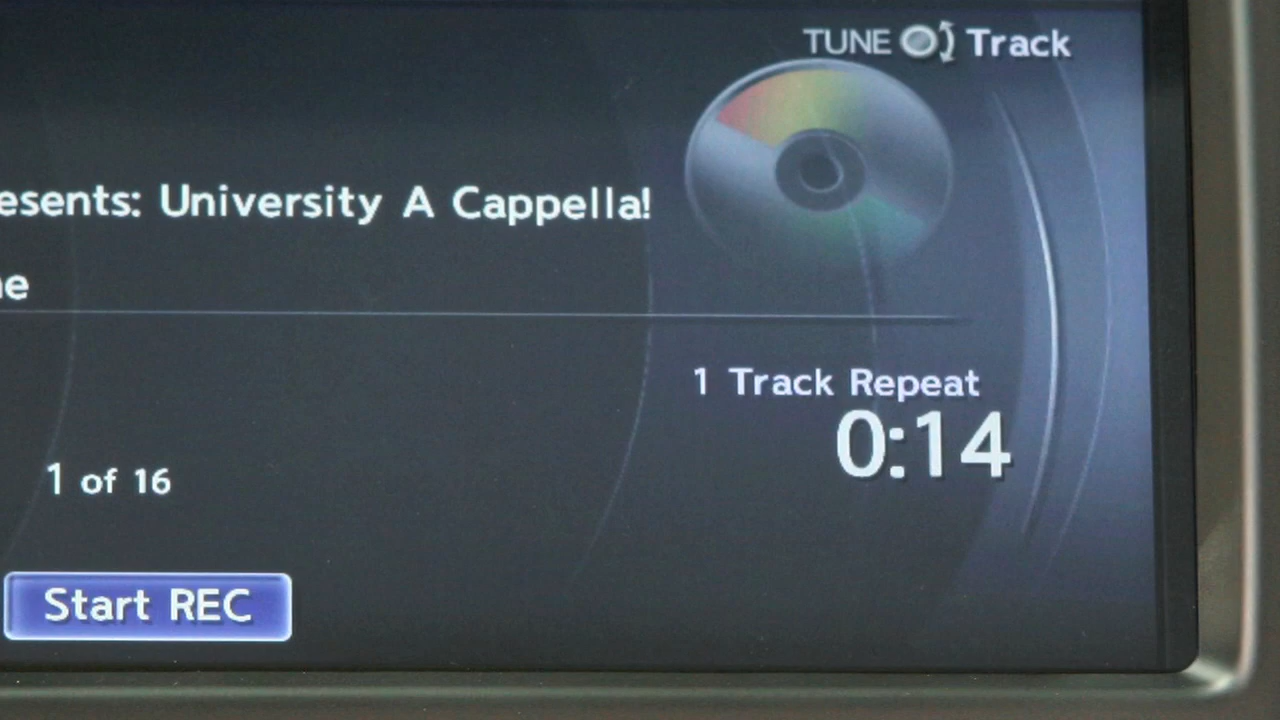 TUNE Track
esents: University A Cappella!
ne
1 Track Repeat
0:14
1 of 16
Start REC